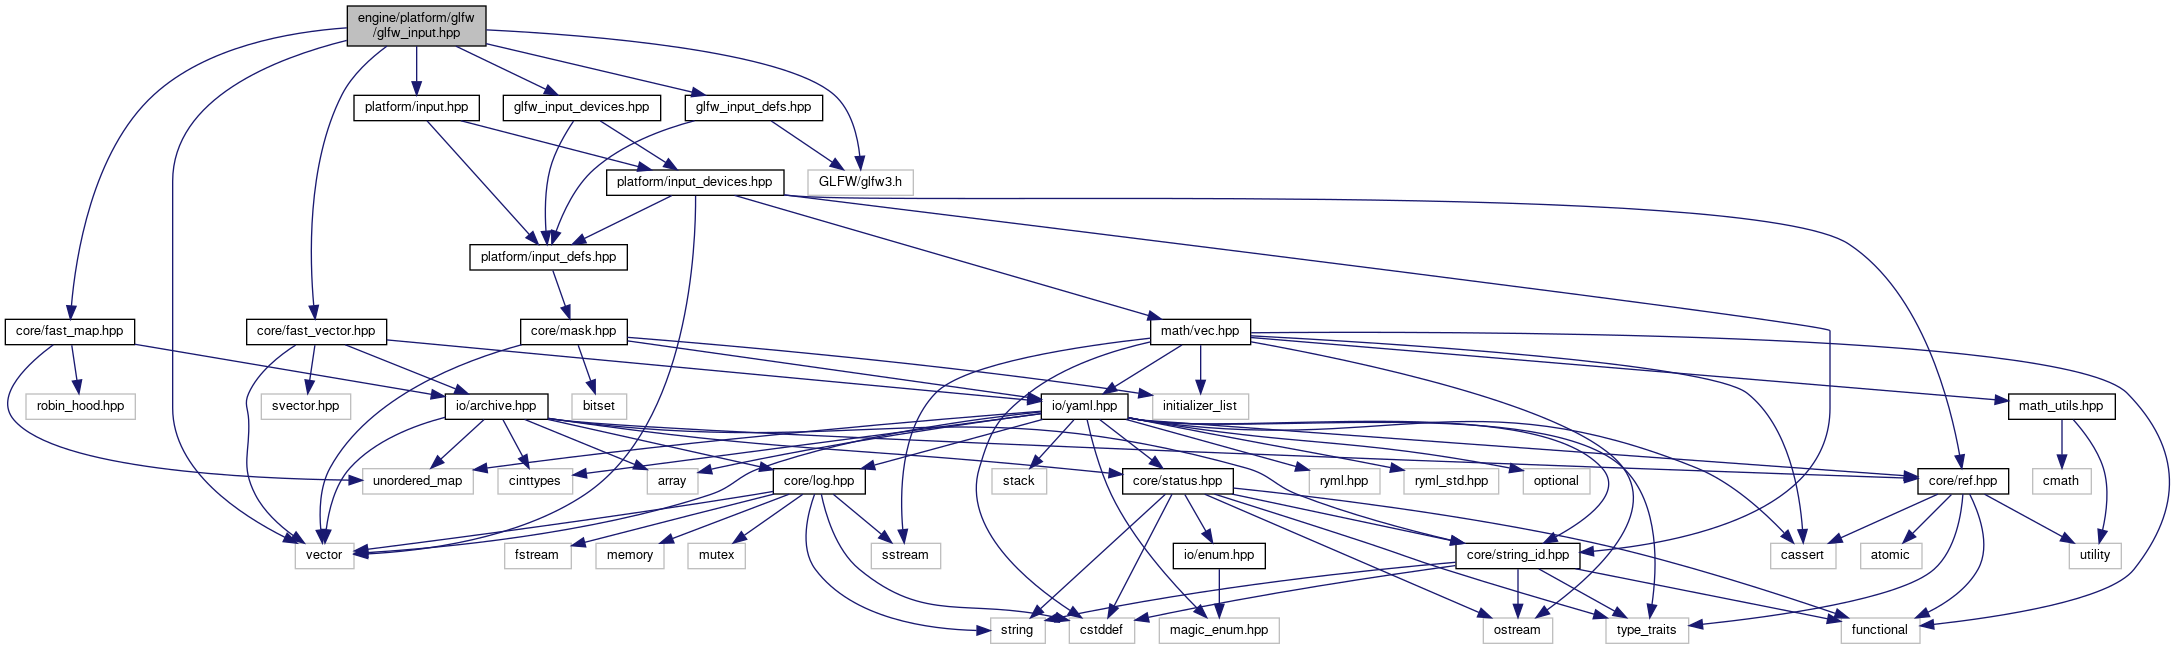 engine/platform/glfw
/glfw_input.hpp
platform/input.hpp
glfw_input_devices.hpp
glfw_input_defs.hpp
platform/input_devices.hpp
GLFW/glfw3.h
platform/input_defs.hpp
core/fast_map.hpp
core/fast_vector.hpp
core/mask.hpp
math/vec.hpp
robin_hood.hpp
svector.hpp
io/archive.hpp
bitset
io/yaml.hpp
initializer_list
math_utils.hpp
unordered_map
cinttypes
array
core/log.hpp
stack
core/status.hpp
ryml.hpp
ryml_std.hpp
optional
core/ref.hpp
cmath
vector
fstream
memory
mutex
sstream
io/enum.hpp
core/string_id.hpp
cassert
atomic
utility
string
cstddef
magic_enum.hpp
ostream
type_traits
functional